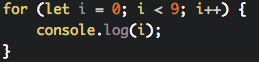 for (let i = 0; i < 9; i++) {
    console.log(i);
}